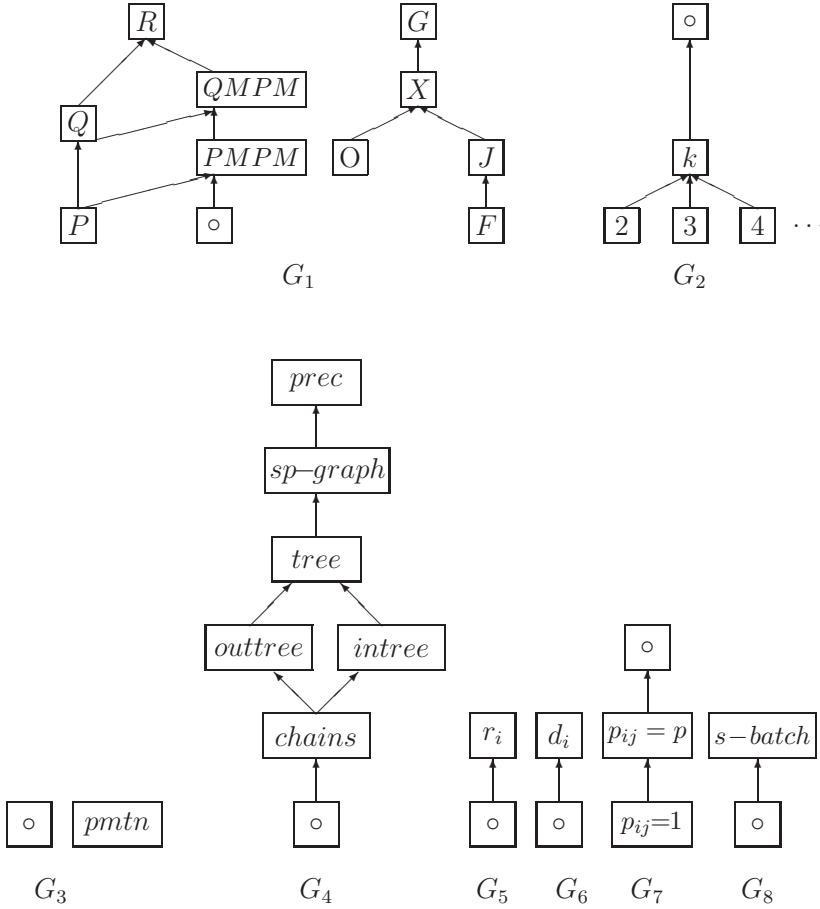 R G ∘
QMPM X
Q
PMPM O J k
P ∘ F 2 3 4 ···
G₁ G₂
prec
sp–graph
tree
outtree intree ∘
chains rᵢ dᵢ pᵢⱼ = p s–batch
∘ pmtn ∘ ∘ ∘ pᵢⱼ=1 ∘
G₃ G₄ G₅ G₆ G₇ G₈